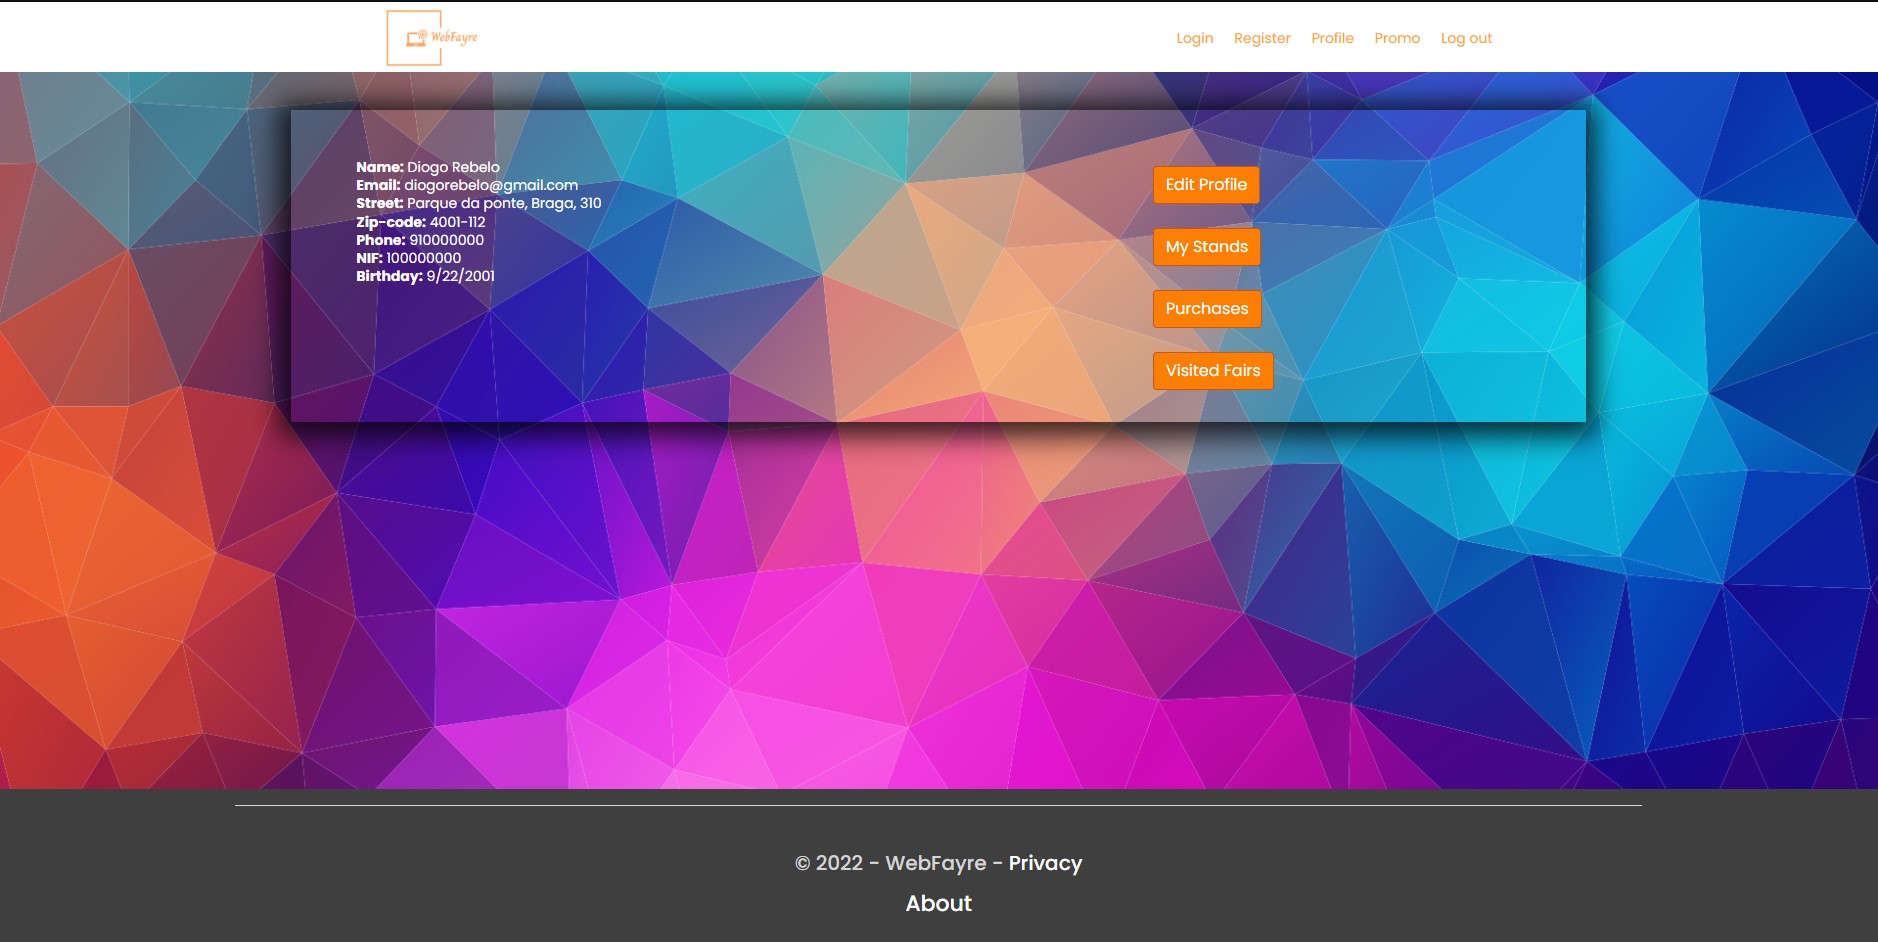 WebFayre
Login Register Profile Promo Log out
Name: Diogo Rebelo
Email: diogorebelo@gmail.com
Street: Parque da ponte, Braga, 310
Zip-code: 4001-112
Phone: 910000000
NIF: 100000000
Birthday: 9/22/2001
Edit Profile
My Stands
Purchases
Visited Fairs
© 2022 - WebFayre - Privacy
About